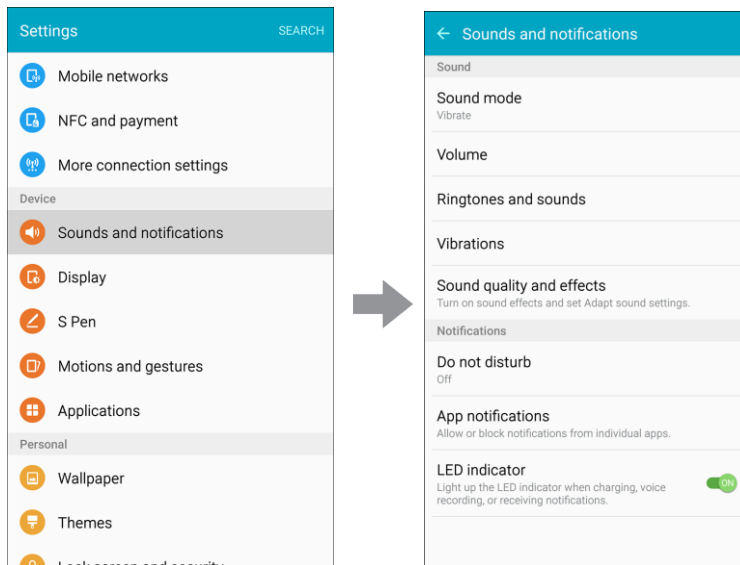 Settings
SEARCH
Mobile networks
NFC and payment
More connection settings
Device
Sounds and notifications
Display
S Pen
Motions and gestures
Applications
Personal
Wallpaper
Themes
Lock screen and security
Sounds and notifications
Sound
Sound mode
Vibrate
Volume
Ringtones and sounds
Vibrations
Sound quality and effects
Turn on sound effects and set Adapt sound settings.
Notifications
Do not disturb
Off
App notifications
Allow or block notifications from individual apps.
LED indicator
Light up the LED indicator when charging, voice
recording, or receiving notifications.
ON